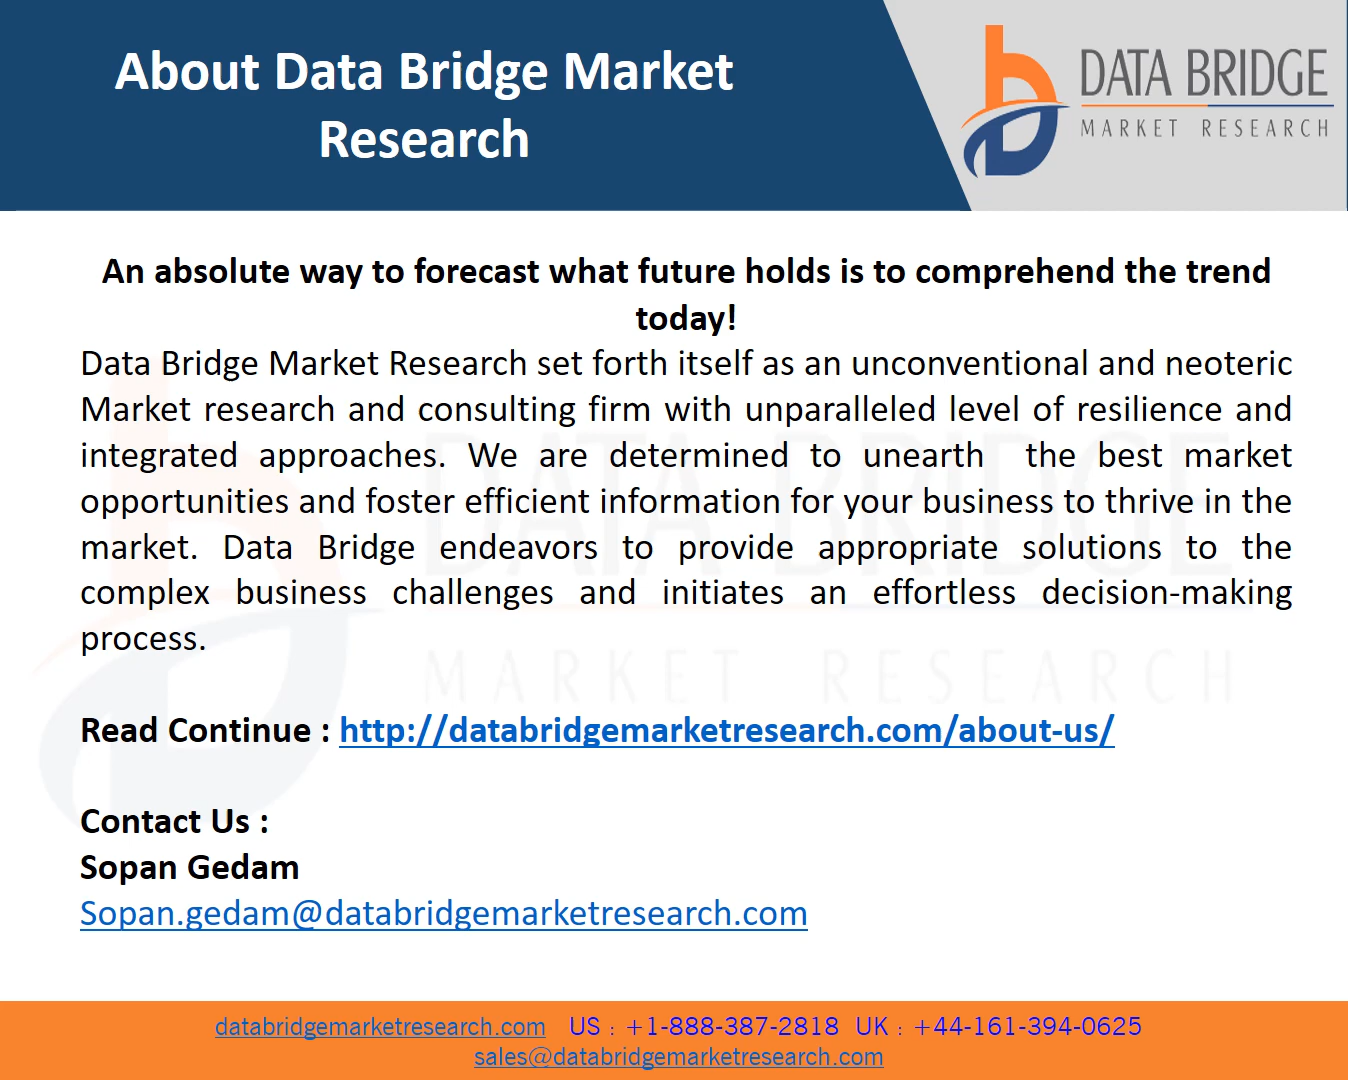 About Data Bridge Market
Research
DATA BRIDGE
MARKET RESEARCH
An absolute way to forecast what future holds is to comprehend the trend
today!
Data Bridge Market Research set forth itself as an unconventional and neoteric
Market research and consulting firm with unparalleled level of resilience and
integrated approaches. We are determined to unearth the best market
opportunities and foster efficient information for your business to thrive in the
market. Data Bridge endeavors to provide appropriate solutions to the
complex business challenges and initiates an effortless decision-making
process.
DATA BRIDGE
MARKET RESEARCH
Read Continue : http://databridgemarketresearch.com/about-us/
Contact Us :
Sopan Gedam
Sopan.gedam@databridgemarketresearch.com
databridgemarketresearch.com US : +1-888-387-2818 UK : +44-161-394-0625
sales@databridgemarketresearch.com